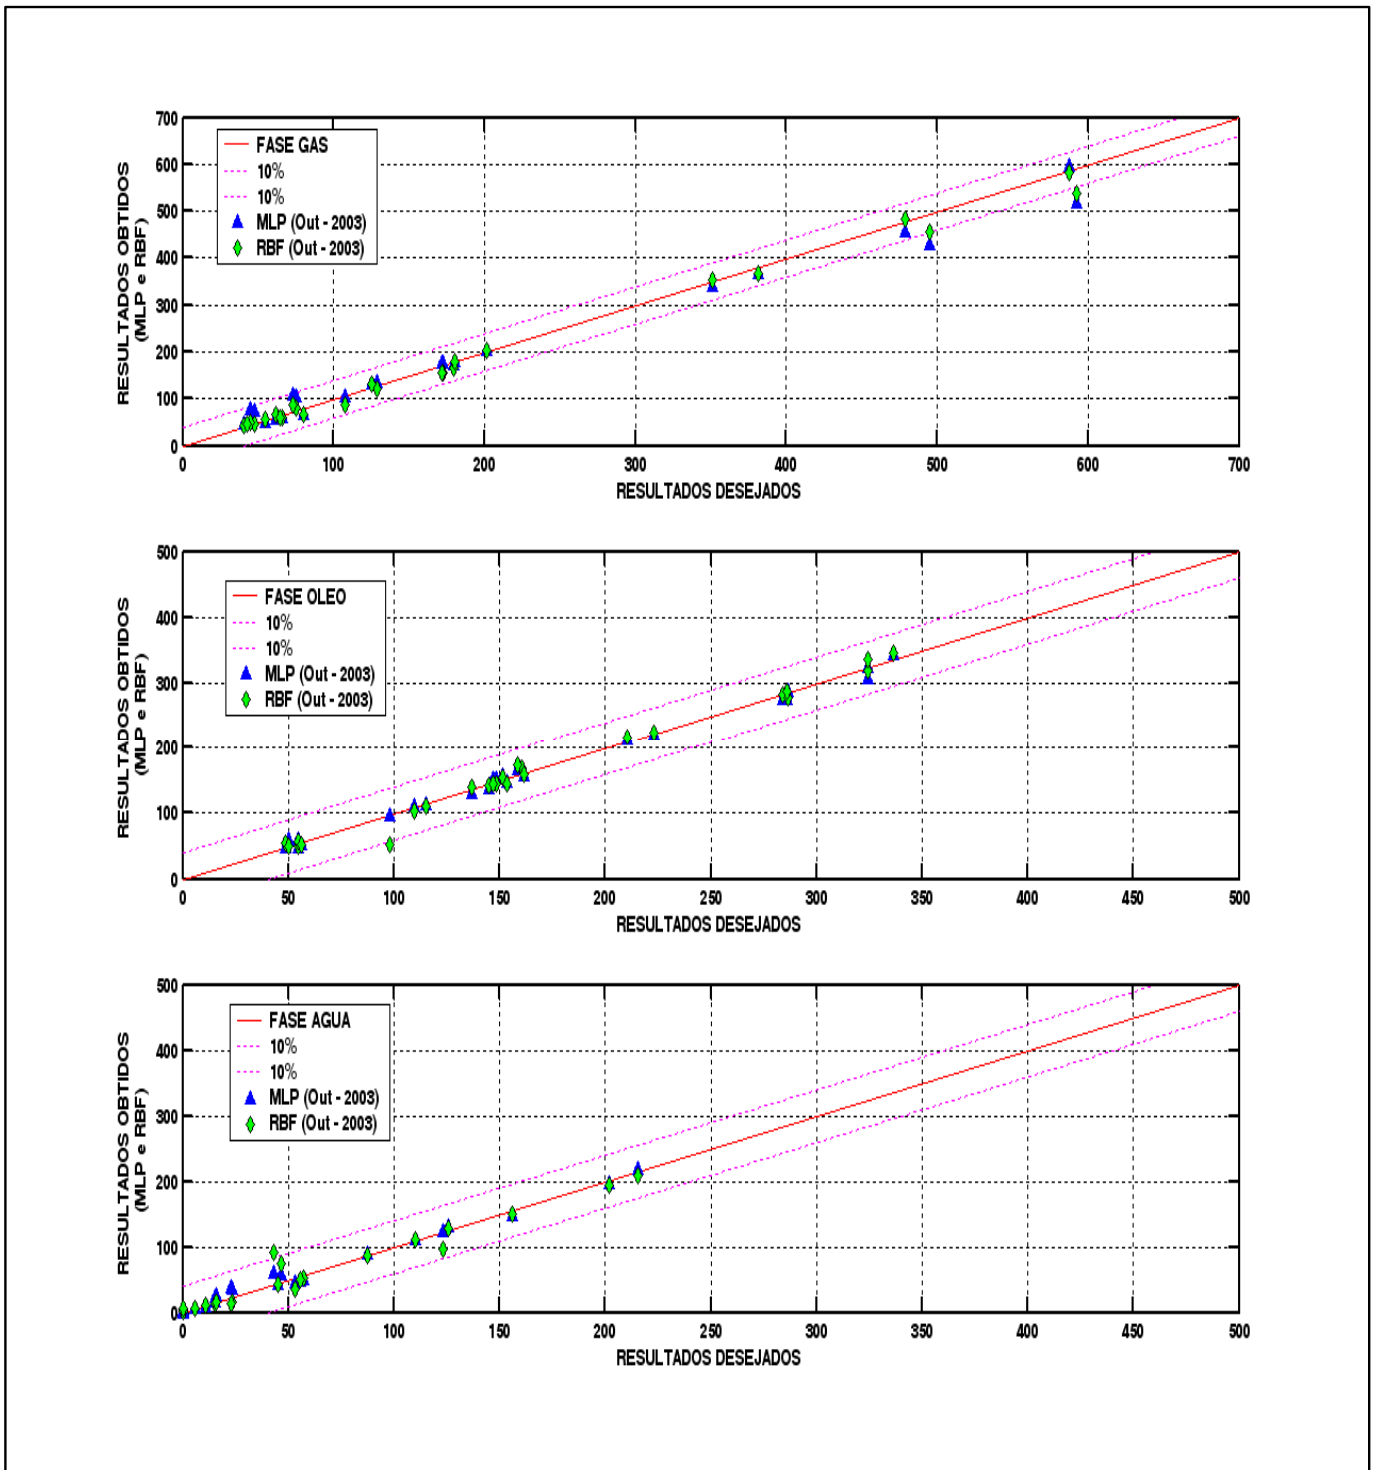 700
600
500
400
300
200
100
0
RESULTADOS OBTIDOS
(MLP e RBF)
FASE GAS
10%
10%
MLP (Out - 2003)
RBF (Out - 2003)
0 100 200 300 400 500 600 700
RESULTADOS DESEJADOS
500
400
300
200
100
0
RESULTADOS OBTIDOS
(MLP e RBF)
FASE OLEO
10%
10%
MLP (Out - 2003)
RBF (Out - 2003)
0 50 100 150 200 250 300 350 400 450 500
RESULTADOS DESEJADOS
500
400
300
200
100
0
RESULTADOS OBTIDOS
(MLP e RBF)
FASE AGUA
10%
10%
MLP (Out - 2003)
RBF (Out - 2003)
0 50 100 150 200 250 300 350 400 450 500
RESULTADOS DESEJADOS